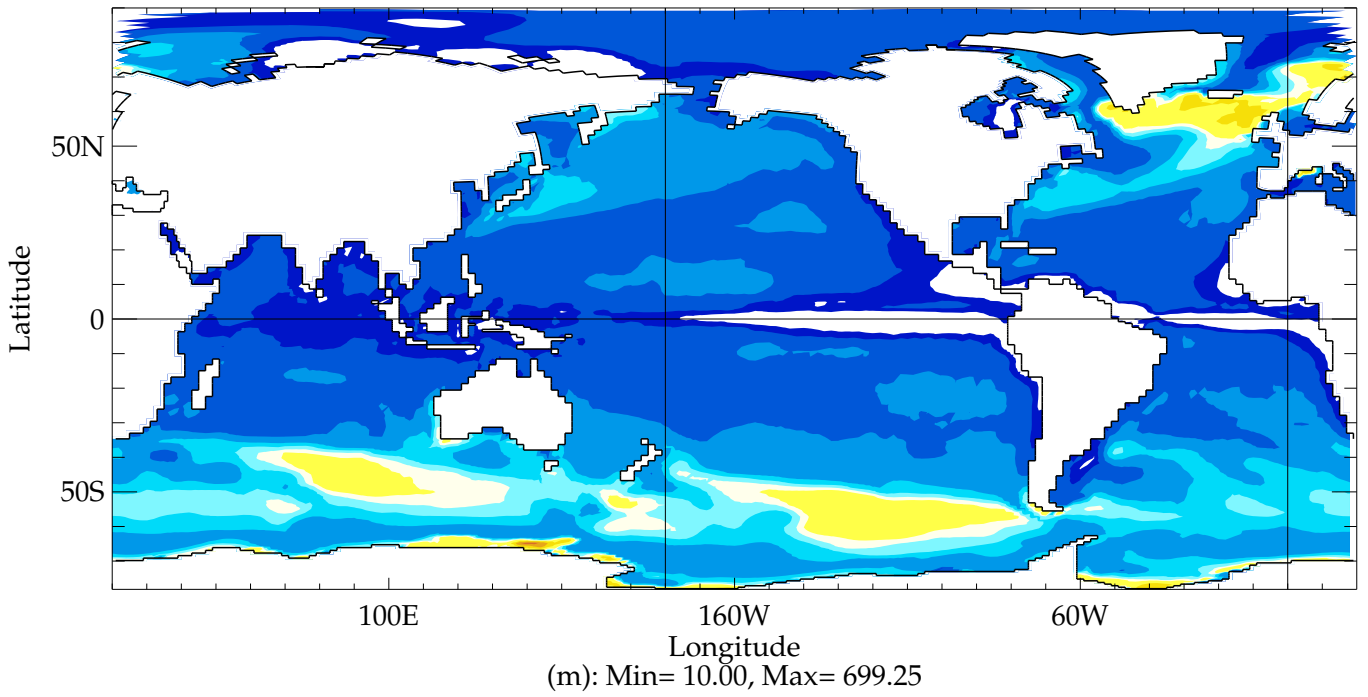 50N
0
50S
Latitude
100E 160W 60W
Longitude
(m): Min= 10.00, Max= 699.25